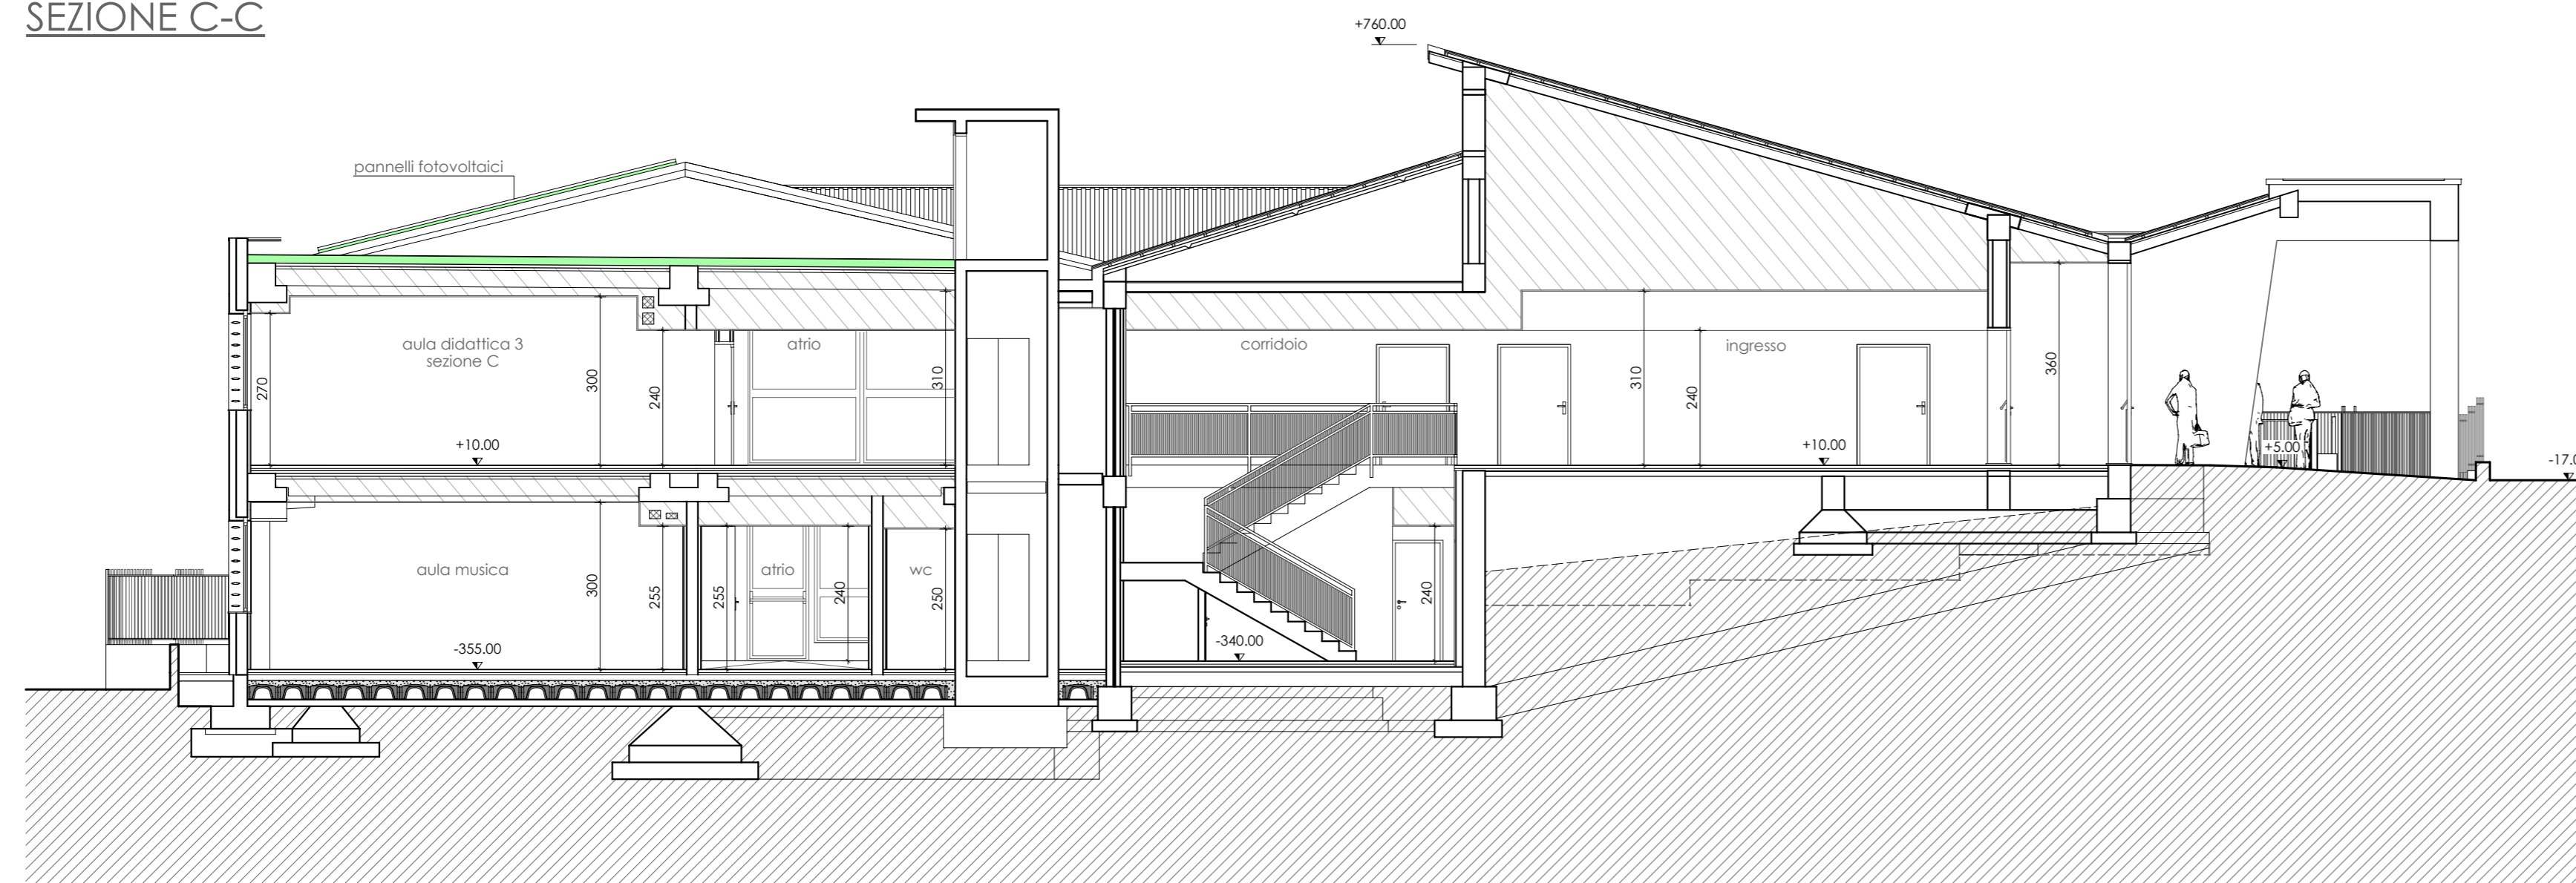 SEZIONE C-C
+760.00
pannelli fotovoltaici
aula didattica 3
sezione C
atrio
corridoio
ingresso
270
300
240
310
310
240
360
+10.00
+10.00
+5.00
-17.0
aula musica
atrio
wc
300
255
255
240
250
240
-355.00
-340.00